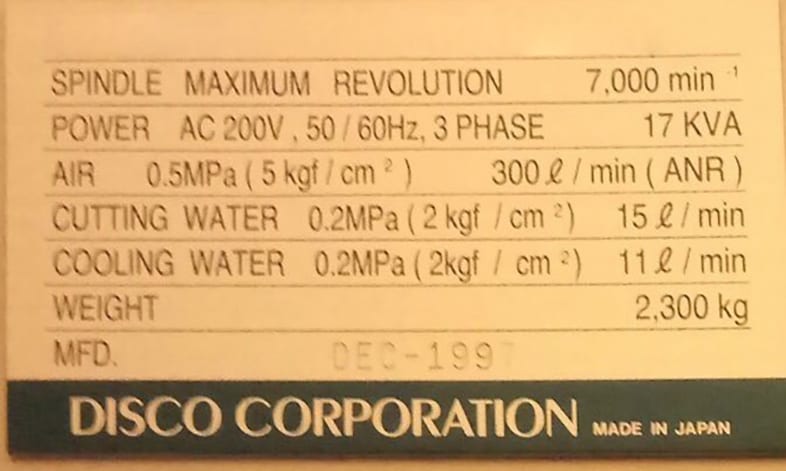 SPINDLE MAXIMUM REVOLUTION 7,000 min⁻¹
POWER AC 200V , 50 / 60Hz, 3 PHASE 17 KVA
AIR 0.5MPa ( 5 kgf / cm ² ) 300 ℓ / min ( ANR )
CUTTING WATER 0.2MPa ( 2 kgf / cm ²) 15 ℓ / min
COOLING WATER 0.2MPa ( 2kgf / cm ²) 11 ℓ / min
WEIGHT 2,300 kg
MFD. DEC-1997
DISCO CORPORATION MADE IN JAPAN